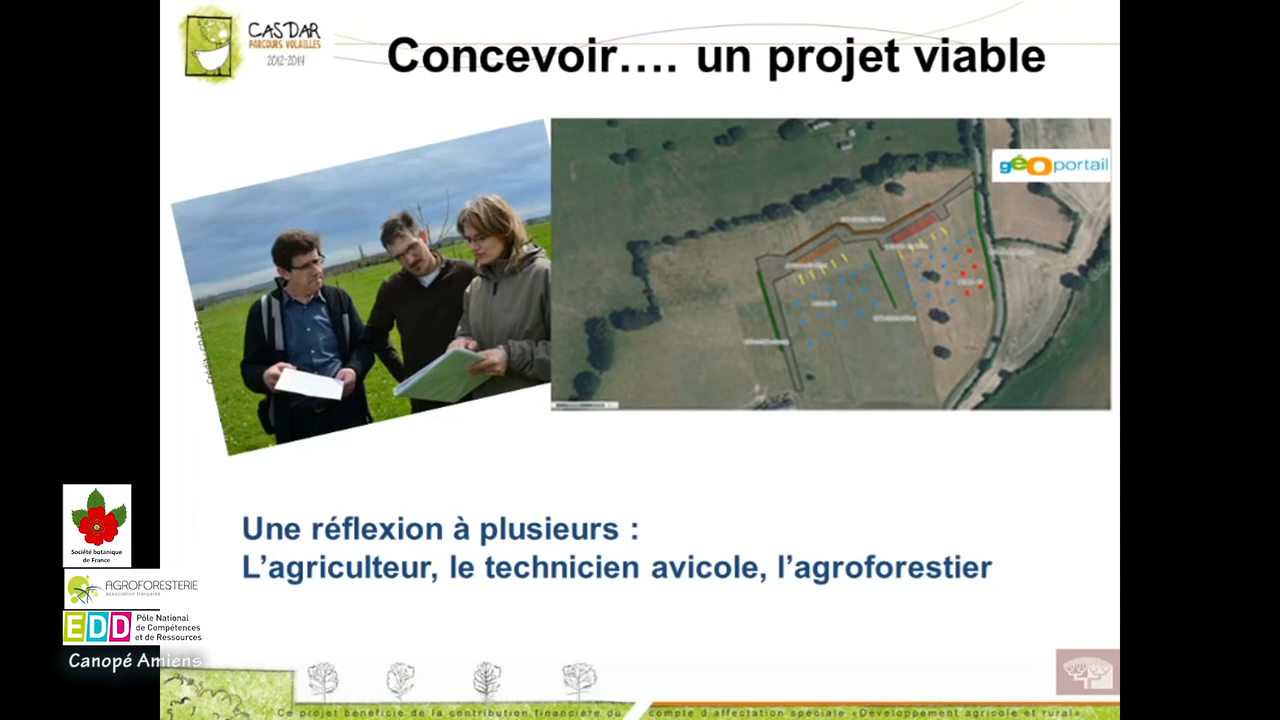 CASDAR
PARCOURS VOLAILLES
2012-2014
Concevoir…. un projet viable
géOportail
Une réflexion à plusieurs :
L'agriculteur, le technicien avicole, l'agroforestier
Société botanique
de France
AGROFORESTERIE
association française
EDD
Pôle National
de Compétences
et de Ressources
Canopé Amiens
Ce projet bénéficie de la contribution financière du compte d'affectation spéciale «Développement agricole et rural»